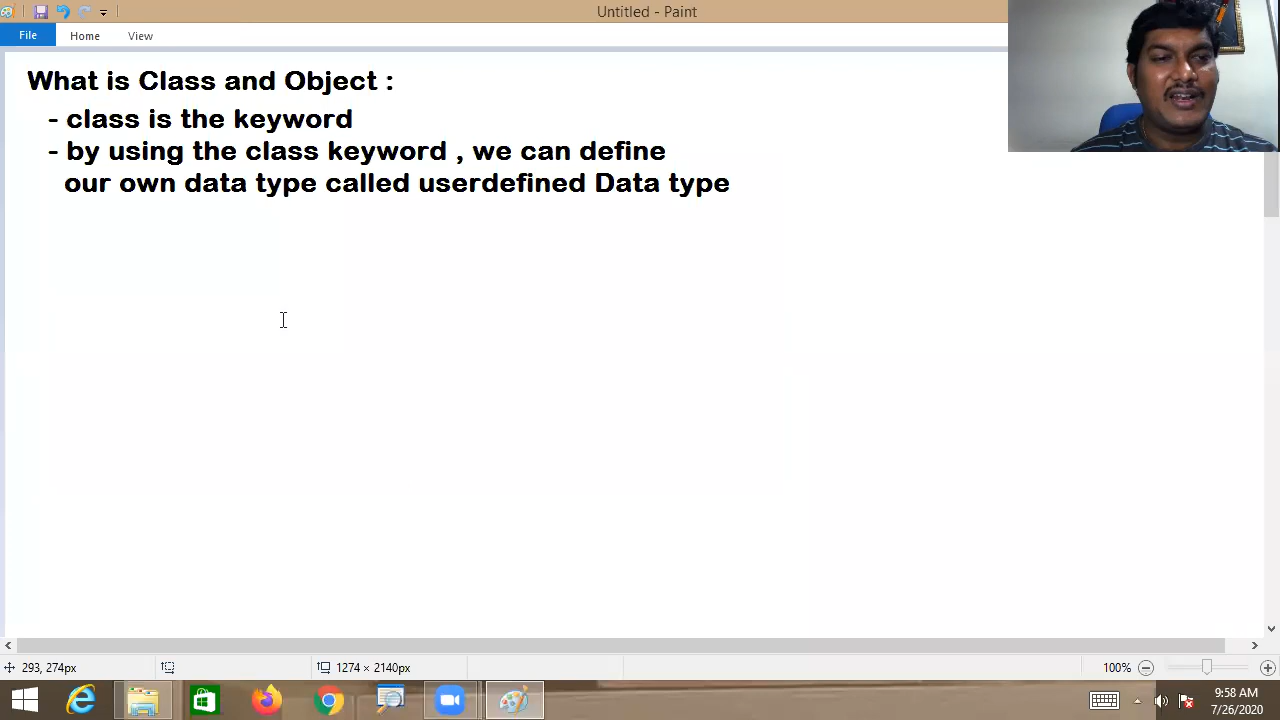 Untitled - Paint
File
Home
View
What is Class and Object :
- class is the keyword
- by using the class keyword , we can define
our own data type called userdefined Data type
293, 274px
1274 × 2140px
100%
9:58 AM
7/26/2020